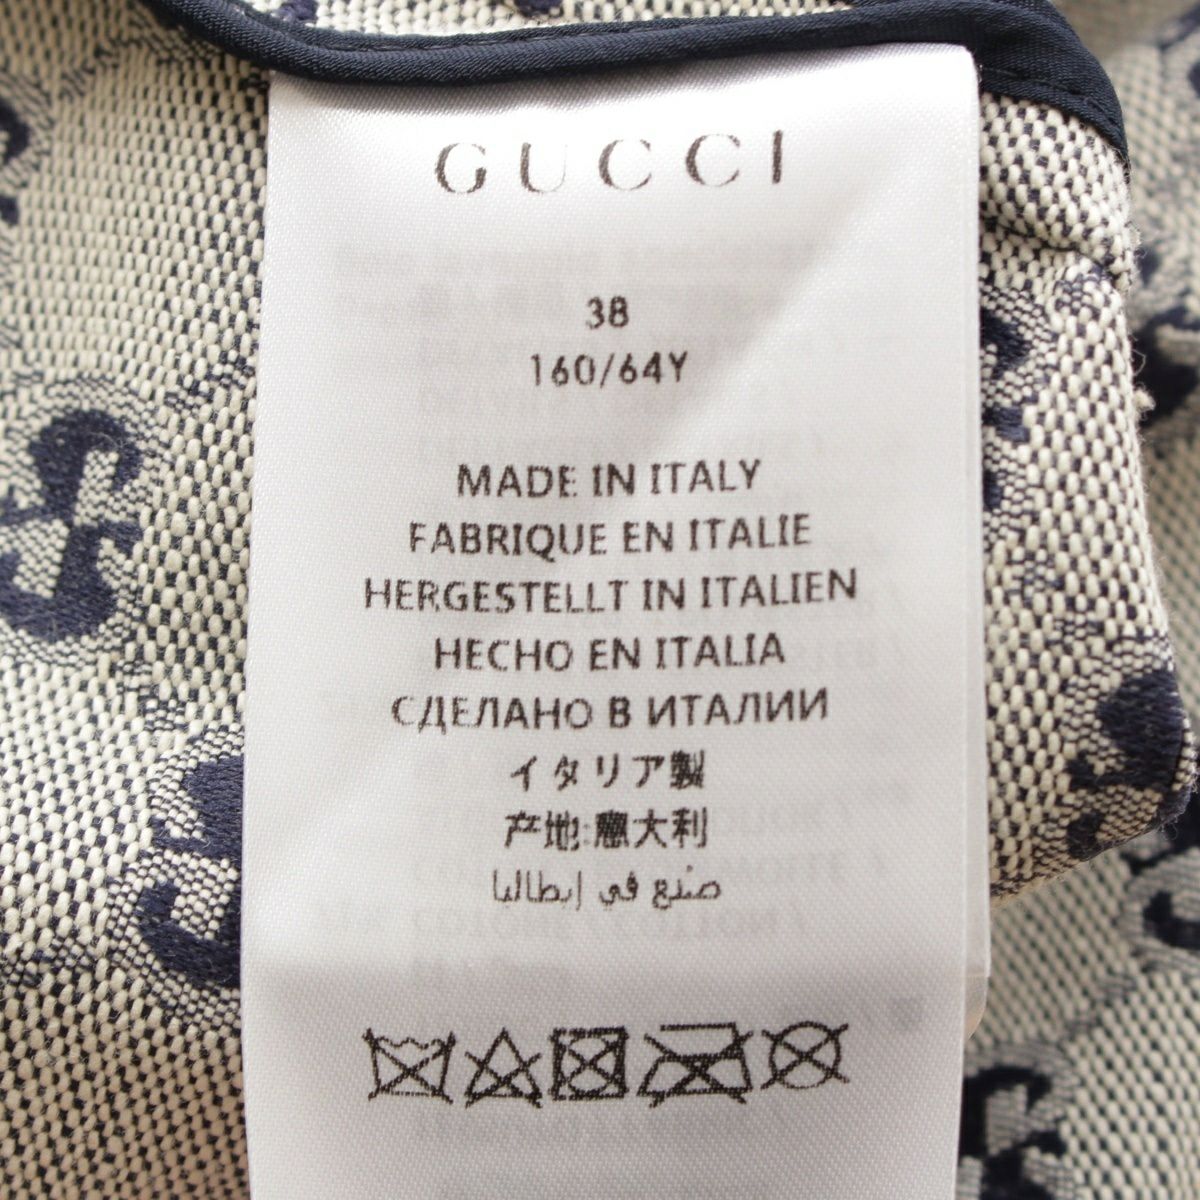 GUCCI
38
160/64Y
MADE IN ITALY
FABRIQUE EN ITALIE
HERGESTELLT IN ITALIEN
HECHO EN ITALIA
СДЕЛАНО В ИТАЛИИ
イタリア製
产地:意大利
صنع في إيطاليا